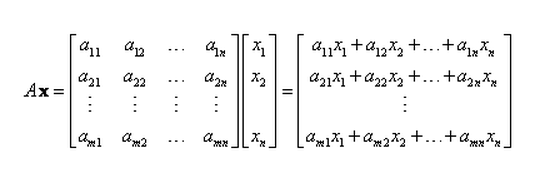 a₁₁ a₁₂ … a₁ₙ x₁ a₁₁x₁ + a₁₂x₂ + … + a₁ₙxₙ
a₂₁ a₂₂ … a₂ₙ x₂ a₂₁x₁ + a₂₂x₂ + … + a₂ₙxₙ
Ax = ⋮ ⋮ ⋮ ⋮ ⋮ = ⋮
aₘ₁ aₘ₂ … aₘₙ xₙ aₘ₁x₁ + aₘ₂x₂ + … + aₘₙxₙ